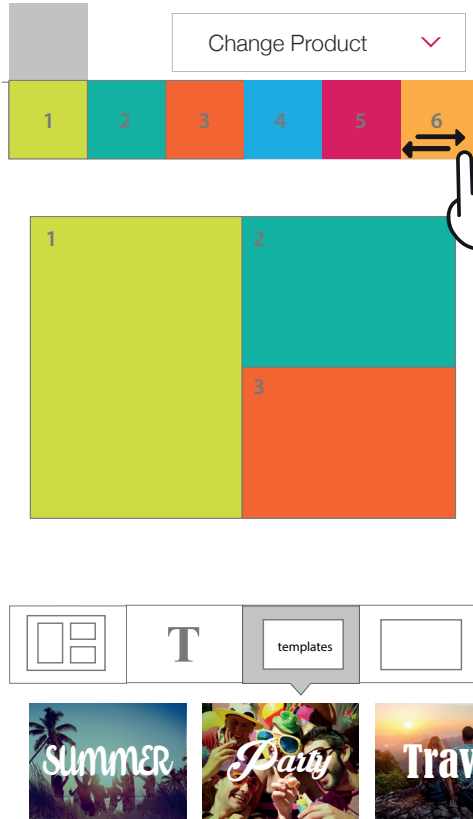 Change Product
1 2 3 4 5 6
1
2
3
T
templates
SUMMER Party Trav